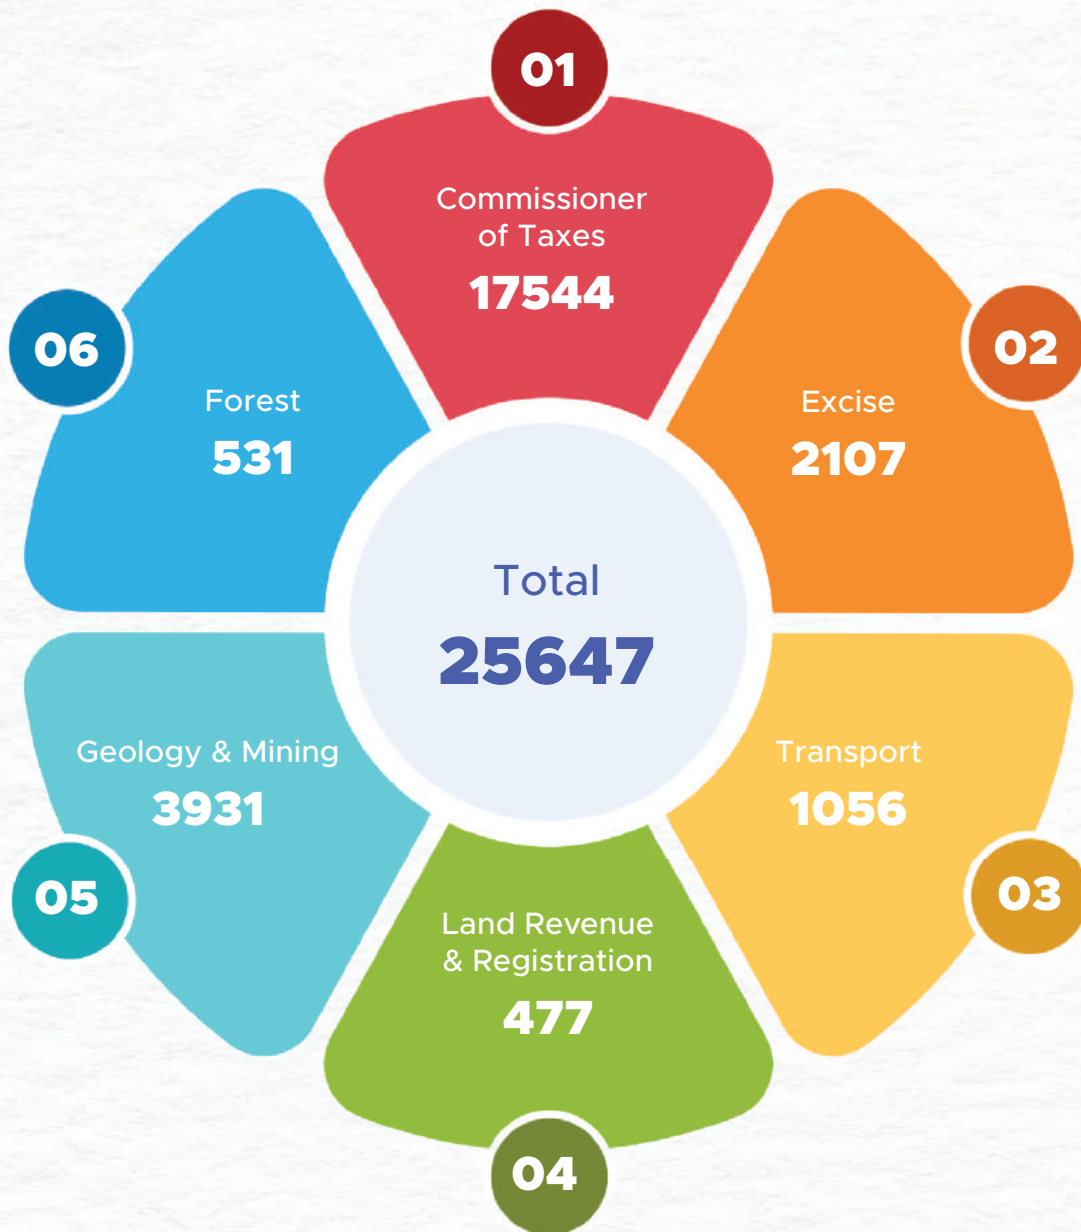 01
Commissioner
of Taxes
17544
02
Excise
2107
03
Transport
1056
04
Land Revenue
& Registration
477
05
Geology & Mining
3931
06
Forest
531
Total
25647